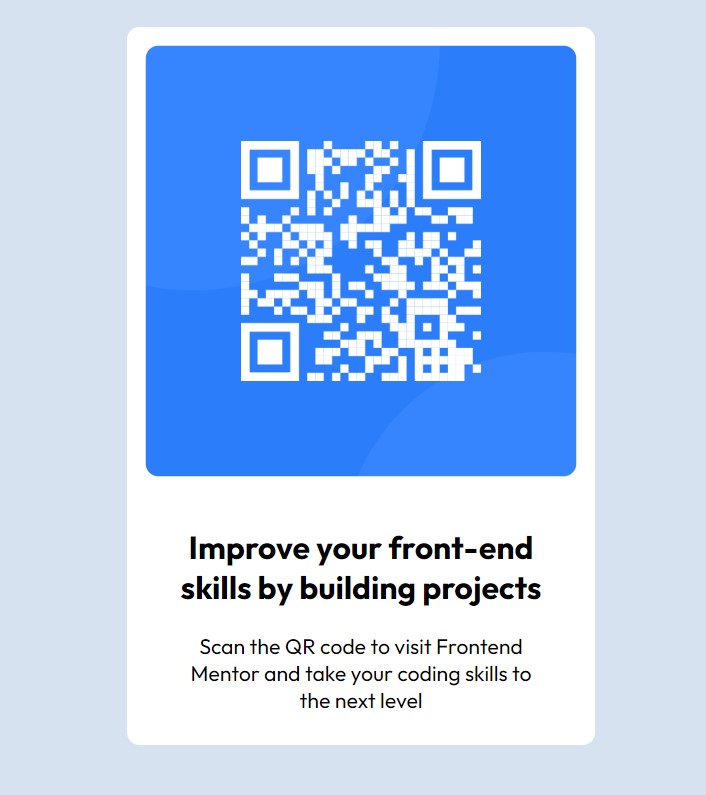 Improve your front-end
skills by building projects
Scan the QR code to visit Frontend
Mentor and take your coding skills to
the next level